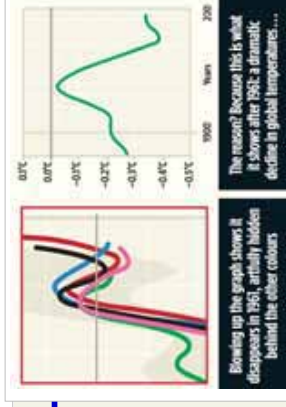 Blowing up the graph shows it
disappears in 1961, artfully hidden
behind the other colours
0.1°C
0.0°C
-0.1°C
-0.2°C
-0.3°C
-0.4°C
-0.5°C
1900
Years
200
The reason? Because this is what
it shows after 1961: a dramatic
decline in global temperatures...